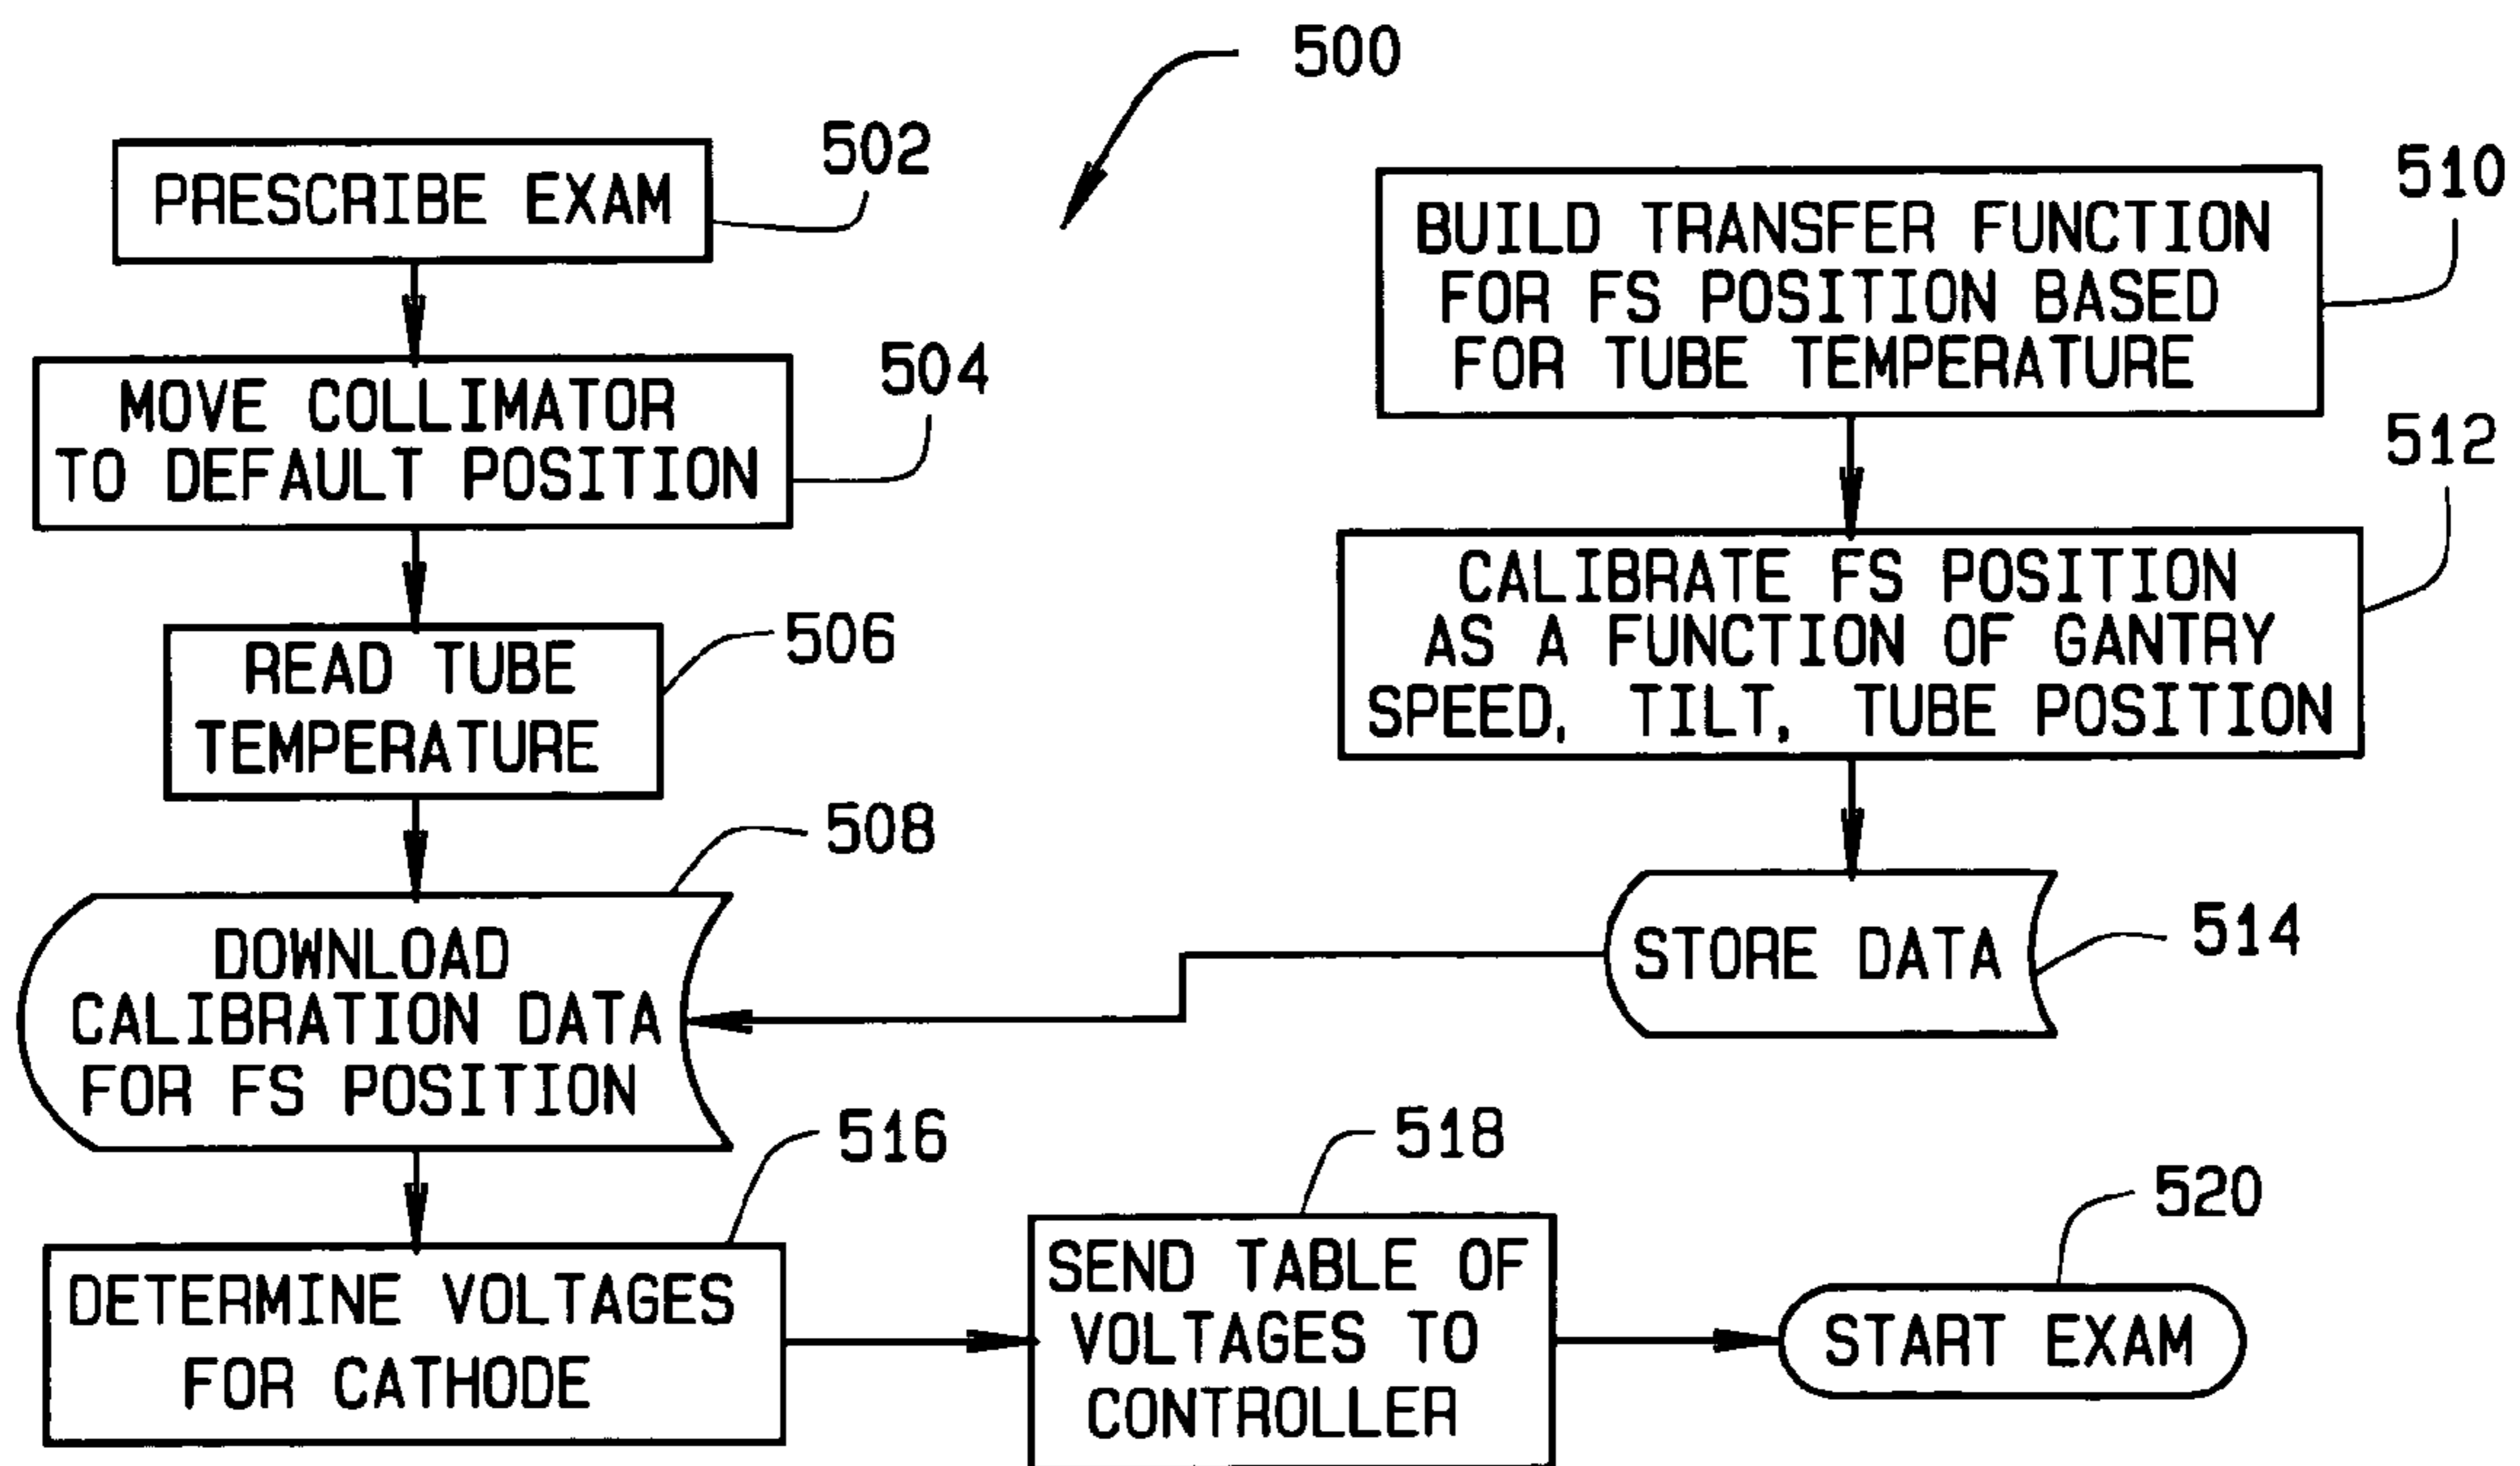 500
502
PRESCRIBE EXAM
504
MOVE COLLIMATOR
TO DEFAULT POSITION
506
READ TUBE
TEMPERATURE
508
DOWNLOAD
CALIBRATION DATA
FOR FS POSITION
510
BUILD TRANSFER FUNCTION
FOR FS POSITION BASED
FOR TUBE TEMPERATURE
512
CALIBRATE FS POSITION
AS A FUNCTION OF GANTRY
SPEED, TILT, TUBE POSITION
514
STORE DATA
516
DETERMINE VOLTAGES
FOR CATHODE
518
SEND TABLE OF
VOLTAGES TO
CONTROLLER
520
START EXAM